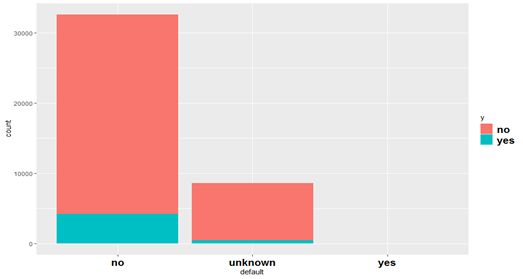 30000
20000
10000
0
count
no unknown yes
default
y
no
yes